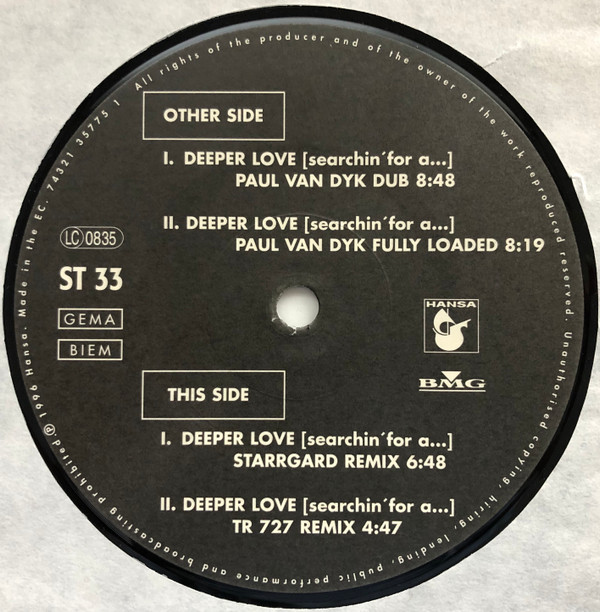 OTHER SIDE
I. DEEPER LOVE [searchin´for a...]
PAUL VAN DYK DUB 8:48
II. DEEPER LOVE [searchin´for a...]
PAUL VAN DYK FULLY LOADED 8:19
LC 0835
ST 33
GEMA
BIEM
HANSA
BMG
THIS SIDE
I. DEEPER LOVE [searchin´for a...]
STARRGARD REMIX 6:48
II. DEEPER LOVE [searchin´for a...]
TR 727 REMIX 4:47
All rights of the producer and of the owner of the work reproduced reserved. Unauthorised copying, hiring, lending, public performance and broadcasting prohibited. Ⓟ 1996 Hansa. Made in the EC. 74321 35775 1